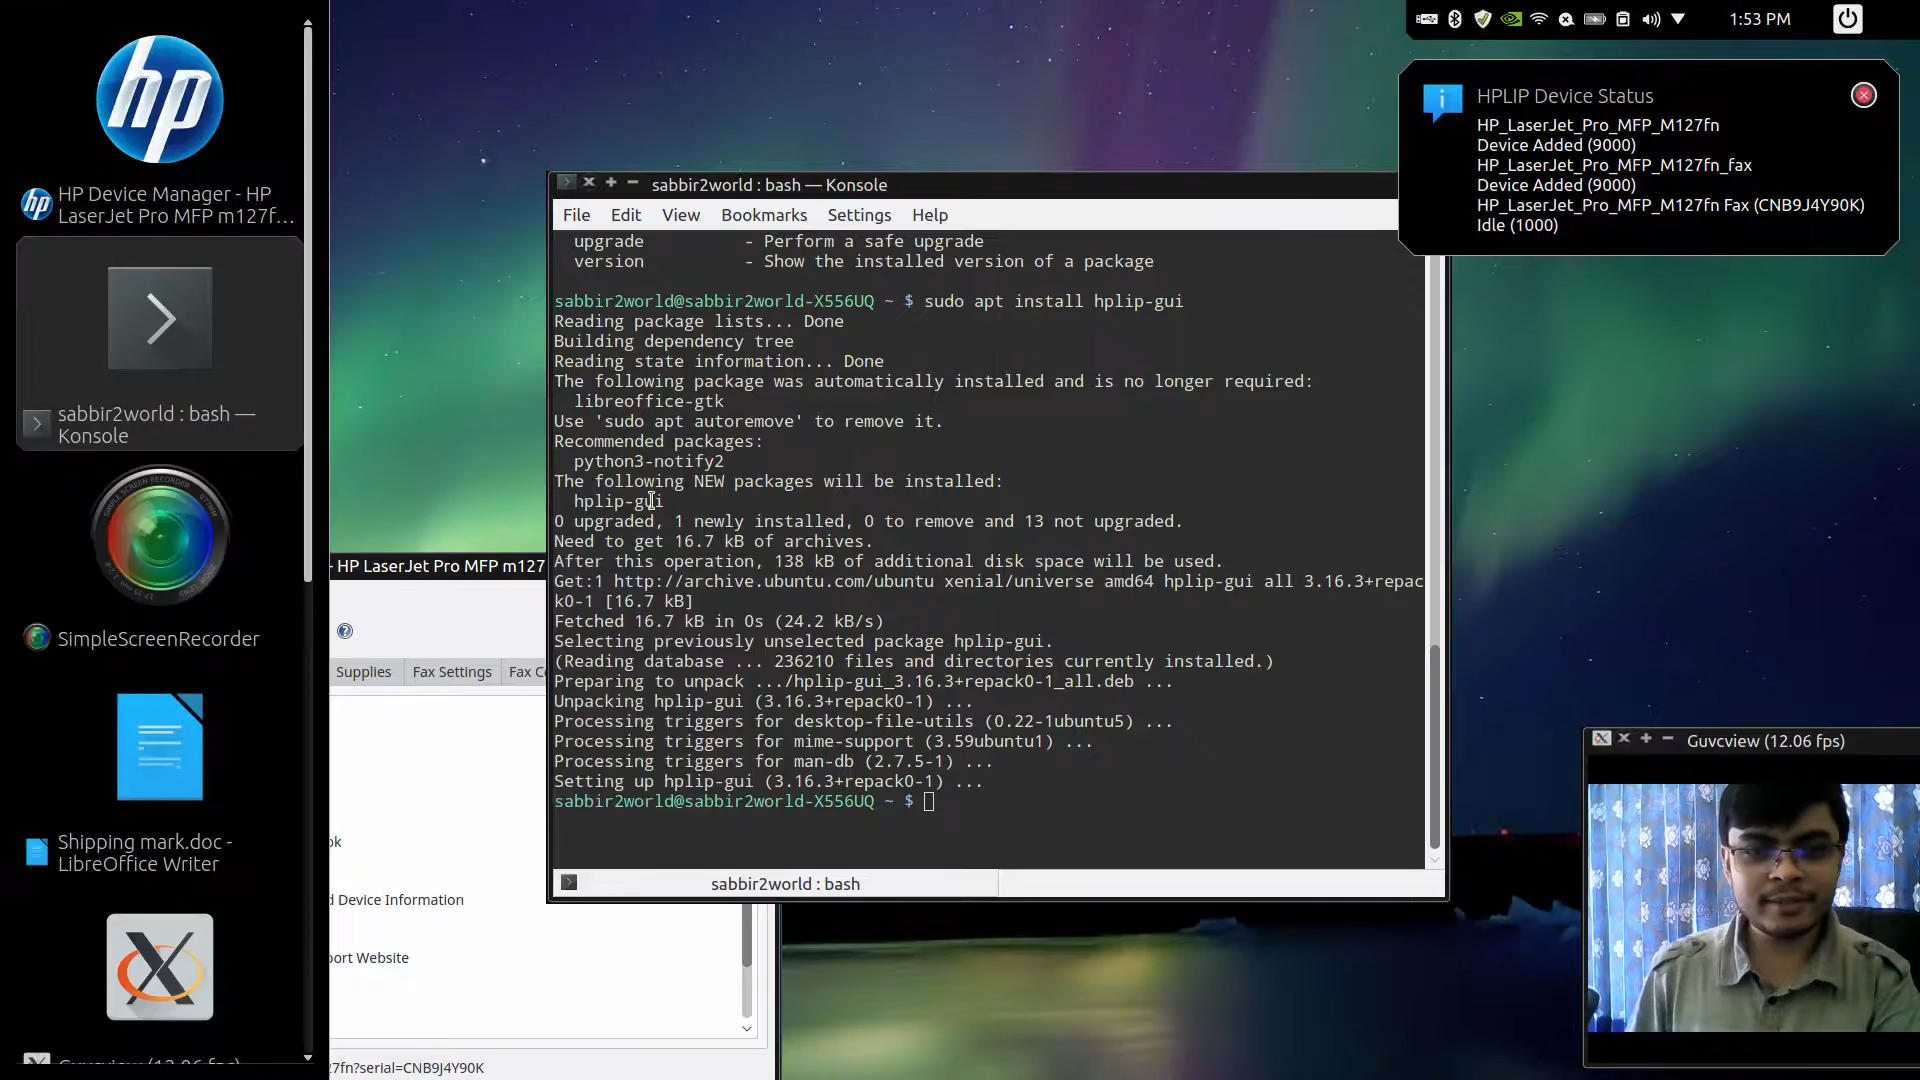 hp
HP Device Manager - HP
LaserJet Pro MFP m127f...
sabbir2world : bash —
Konsole
SimpleScreenRecorder
Shipping mark.doc -
LibreOffice Writer
Guvcview (12.06 fps)
1:53 PM
HPLIP Device Status
HP_LaserJet_Pro_MFP_M127fn
Device Added (9000)
HP_LaserJet_Pro_MFP_M127fn_fax
Device Added (9000)
HP_LaserJet_Pro_MFP_M127fn Fax (CNB9J4Y90K)
Idle (1000)
sabbir2world : bash — Konsole
File Edit View Bookmarks Settings Help
upgrade - Perform a safe upgrade
version - Show the installed version of a package
sabbir2world@sabbir2world-X556UQ ~ $ sudo apt install hplip-gui
Reading package lists... Done
Building dependency tree
Reading state information... Done
The following package was automatically installed and is no longer required:
libreoffice-gtk
Use 'sudo apt autoremove' to remove it.
Recommended packages:
python3-notify2
The following NEW packages will be installed:
hplip-gui
0 upgraded, 1 newly installed, 0 to remove and 13 not upgraded.
Need to get 16.7 kB of archives.
After this operation, 138 kB of additional disk space will be used.
Get:1 http://archive.ubuntu.com/ubuntu xenial/universe amd64 hplip-gui all 3.16.3+repac
k0-1 [16.7 kB]
Fetched 16.7 kB in 0s (24.2 kB/s)
Selecting previously unselected package hplip-gui.
(Reading database ... 236210 files and directories currently installed.)
Preparing to unpack .../hplip-gui_3.16.3+repack0-1_all.deb ...
Unpacking hplip-gui (3.16.3+repack0-1) ...
Processing triggers for desktop-file-utils (0.22-1ubuntu5) ...
Processing triggers for mime-support (3.59ubuntu1) ...
Processing triggers for man-db (2.7.5-1) ...
Setting up hplip-gui (3.16.3+repack0-1) ...
sabbir2world@sabbir2world-X556UQ ~ $
sabbir2world : bash
- HP LaserJet Pro MFP m127
Supplies Fax Settings Fax C
ok
d Device Information
port Website
27fn?serial=CNB9J4Y90K
Guvcview (12.06 fps)